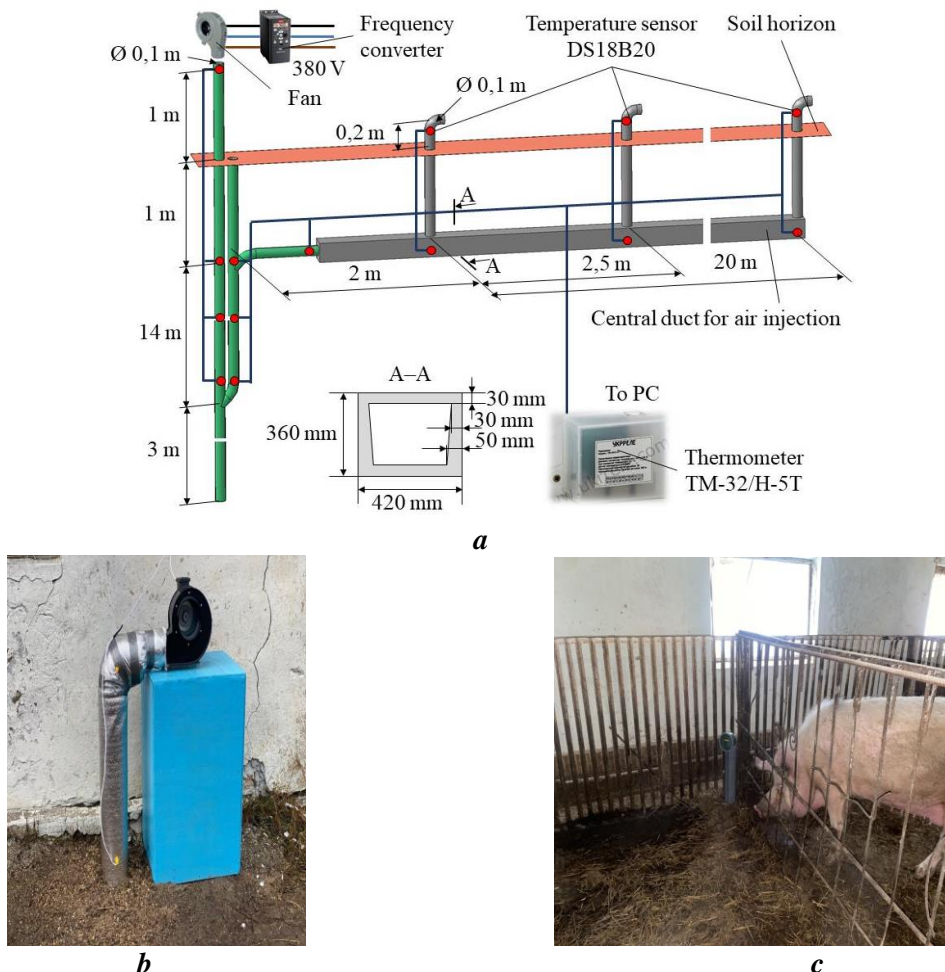 Frequency
converter
Temperature sensor
DS18B20
Soil horizon
Ø 0,1 m
380 V
Fan
Ø 0,1 m
1 m
0,2 m
1 m
A
A
2 m
2,5 m
20 m
14 m
Central duct for air injection
A–A
To PC
30 mm
30 mm
50 mm
360 mm
3 m
420 mm
УКРРЕЛЕ
Thermometer
TM-32/H-5T
a
b
c